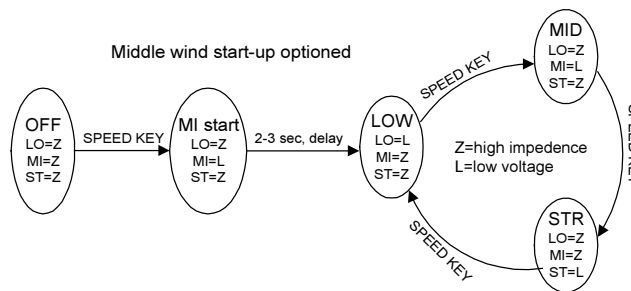 Middle wind start-up optioned
OFF
LO=Z
MI=Z
ST=Z
SPEED KEY
MI start
LO=Z
MI=L
ST=Z
2-3 sec, delay
LOW
LO=L
MI=Z
ST=Z
SPEED KEY
MID
LO=Z
MI=L
ST=Z
Z=high impedence
L=low voltage
STR
LO=Z
MI=Z
ST=L
SPEED KEY